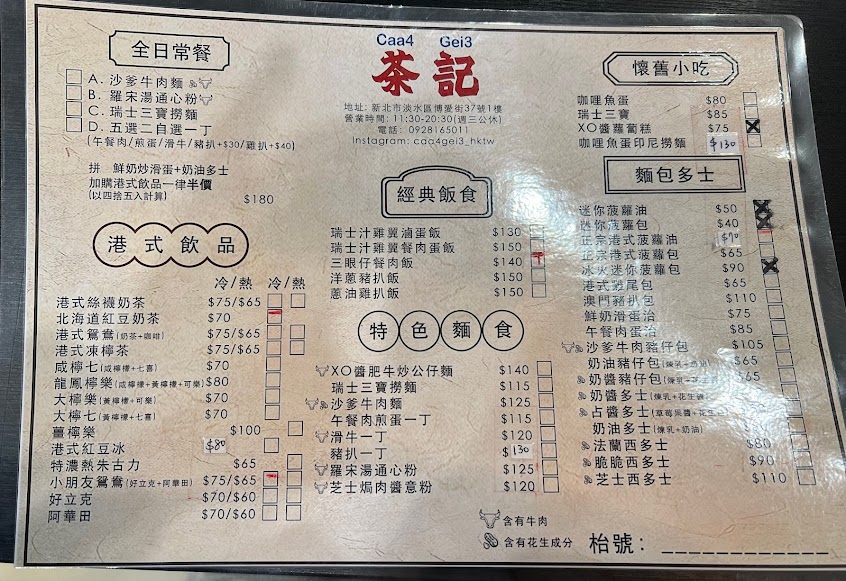 全日常餐
A. 沙爹牛肉麵
B. 羅宋湯通心粉
C. 瑞士三寶撈麵
D. 五選二自選一丁
(午餐肉/煎蛋/滑牛/豬扒+$30/雞扒+$40)
拼 鮮奶炒滑蛋+奶油多士
加購港式飲品一律半價
(以四捨五入計算) $180
港式飲品
冷/熱 冷/熱
港式絲襪奶茶 $75/$65
北海道紅豆奶茶 $70
港式鴛鴦(奶茶+咖啡) $75/$65
港式凍檸茶 $75/$65
咸檸七(咸檸檬+七喜) $70
龍鳳檸樂(咸檸檬+黃檸檬+可樂) $80
大檸樂(黃檸檬+可樂) $70
大檸七(黃檸檬+七喜) $70
薑檸樂 $100
港式紅豆冰 $80
特濃熱朱古力 $65
小朋友鴛鴦(好立克+阿華田) $75/$65
好立克 $70/$60
阿華田 $70/$60
Caa4 Gei3
茶記
地址: 新北市淡水區博愛街37號1樓
營業時間: 11:30-20:30(週三公休)
電話: 0928165011
Instagram: caa4gei3_hktw
經典飯食
瑞士汁雞翼滷蛋飯 $130
瑞士汁雞翼餐肉蛋飯 $150
三眼仔餐肉飯 $140
洋蔥豬扒飯 $150
蔥油雞扒飯 $150
特色麵食
XO醬肥牛炒公仔麵 $140
瑞士三寶撈麵 $115
沙爹牛肉麵 $125
午餐肉煎蛋一丁 $115
滑牛一丁 $120
豬扒一丁 $130
羅宋湯通心粉 $125
芝士焗肉醬意粉 $120
含有牛肉
含有花生成分
懷舊小吃
咖哩魚蛋 $80
瑞士三寶 $85
XO醬蘿蔔糕 $75
咖哩魚蛋印尼撈麵 $130
麵包多士
迷你菠蘿油 $50
迷你菠蘿包 $40
正宗港式菠蘿油 $70
正宗港式菠蘿包 $65
冰火迷你菠蘿包 $90
港式雞尾包 $65
澳門豬扒包 $110
鮮奶滑蛋治 $75
午餐肉蛋治 $85
沙爹牛肉豬仔包 $105
奶油豬仔包(煉乳+奶油) $65
奶醬豬仔包 $65
奶醬多士(煉乳+花生醬)
占醬多士
奶油多士(煉乳+奶油)
法蘭西多士 $80
脆脆西多士 $90
芝士西多士 $110
枱號：____________